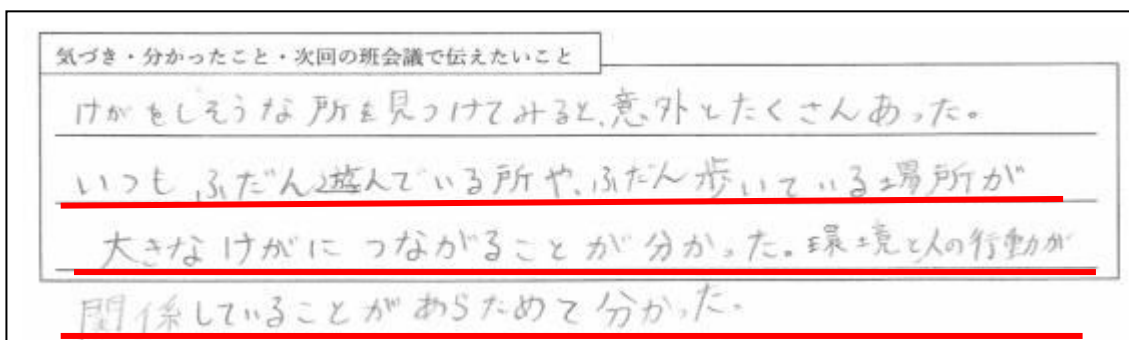 気づき・分かったこと・次回の班会議で伝えたいこと
けがをしそうな所を見つけてみると、意外とたくさんあった。
いつもふだん遊んでいる所や、ふだん歩いている場所が
大きなけがにつながることが分かった。環境と人の行動が
関係していることがあらためて分かった。